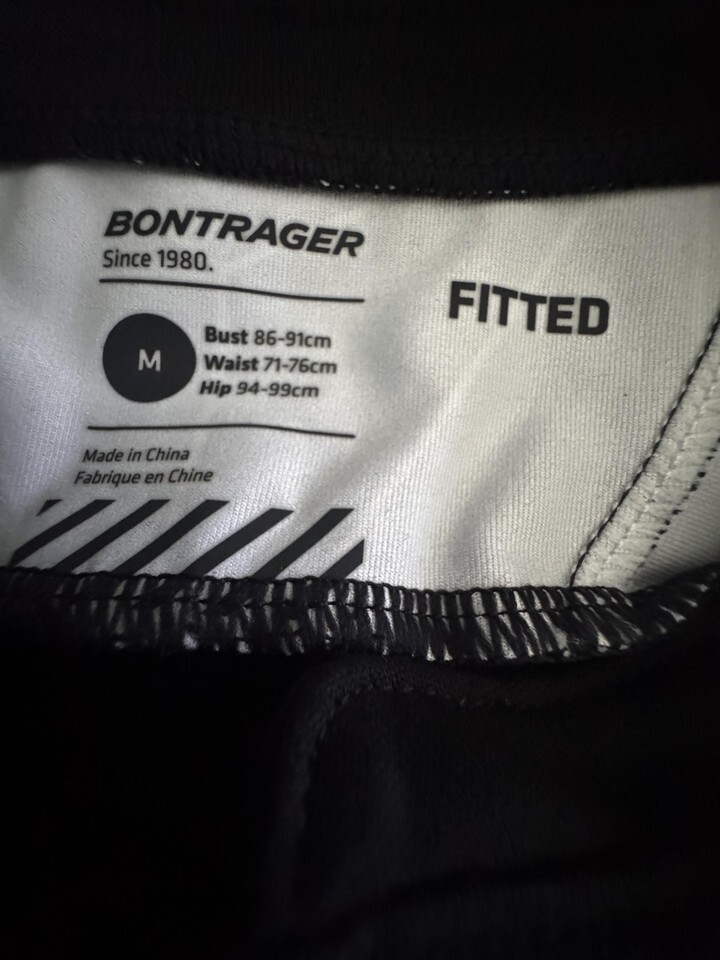 BONTRAGER
Since 1980.
FITTED
M
Bust 86-91cm
Waist 71-76cm
Hip 94-99cm
Made in China
Fabrique en Chine